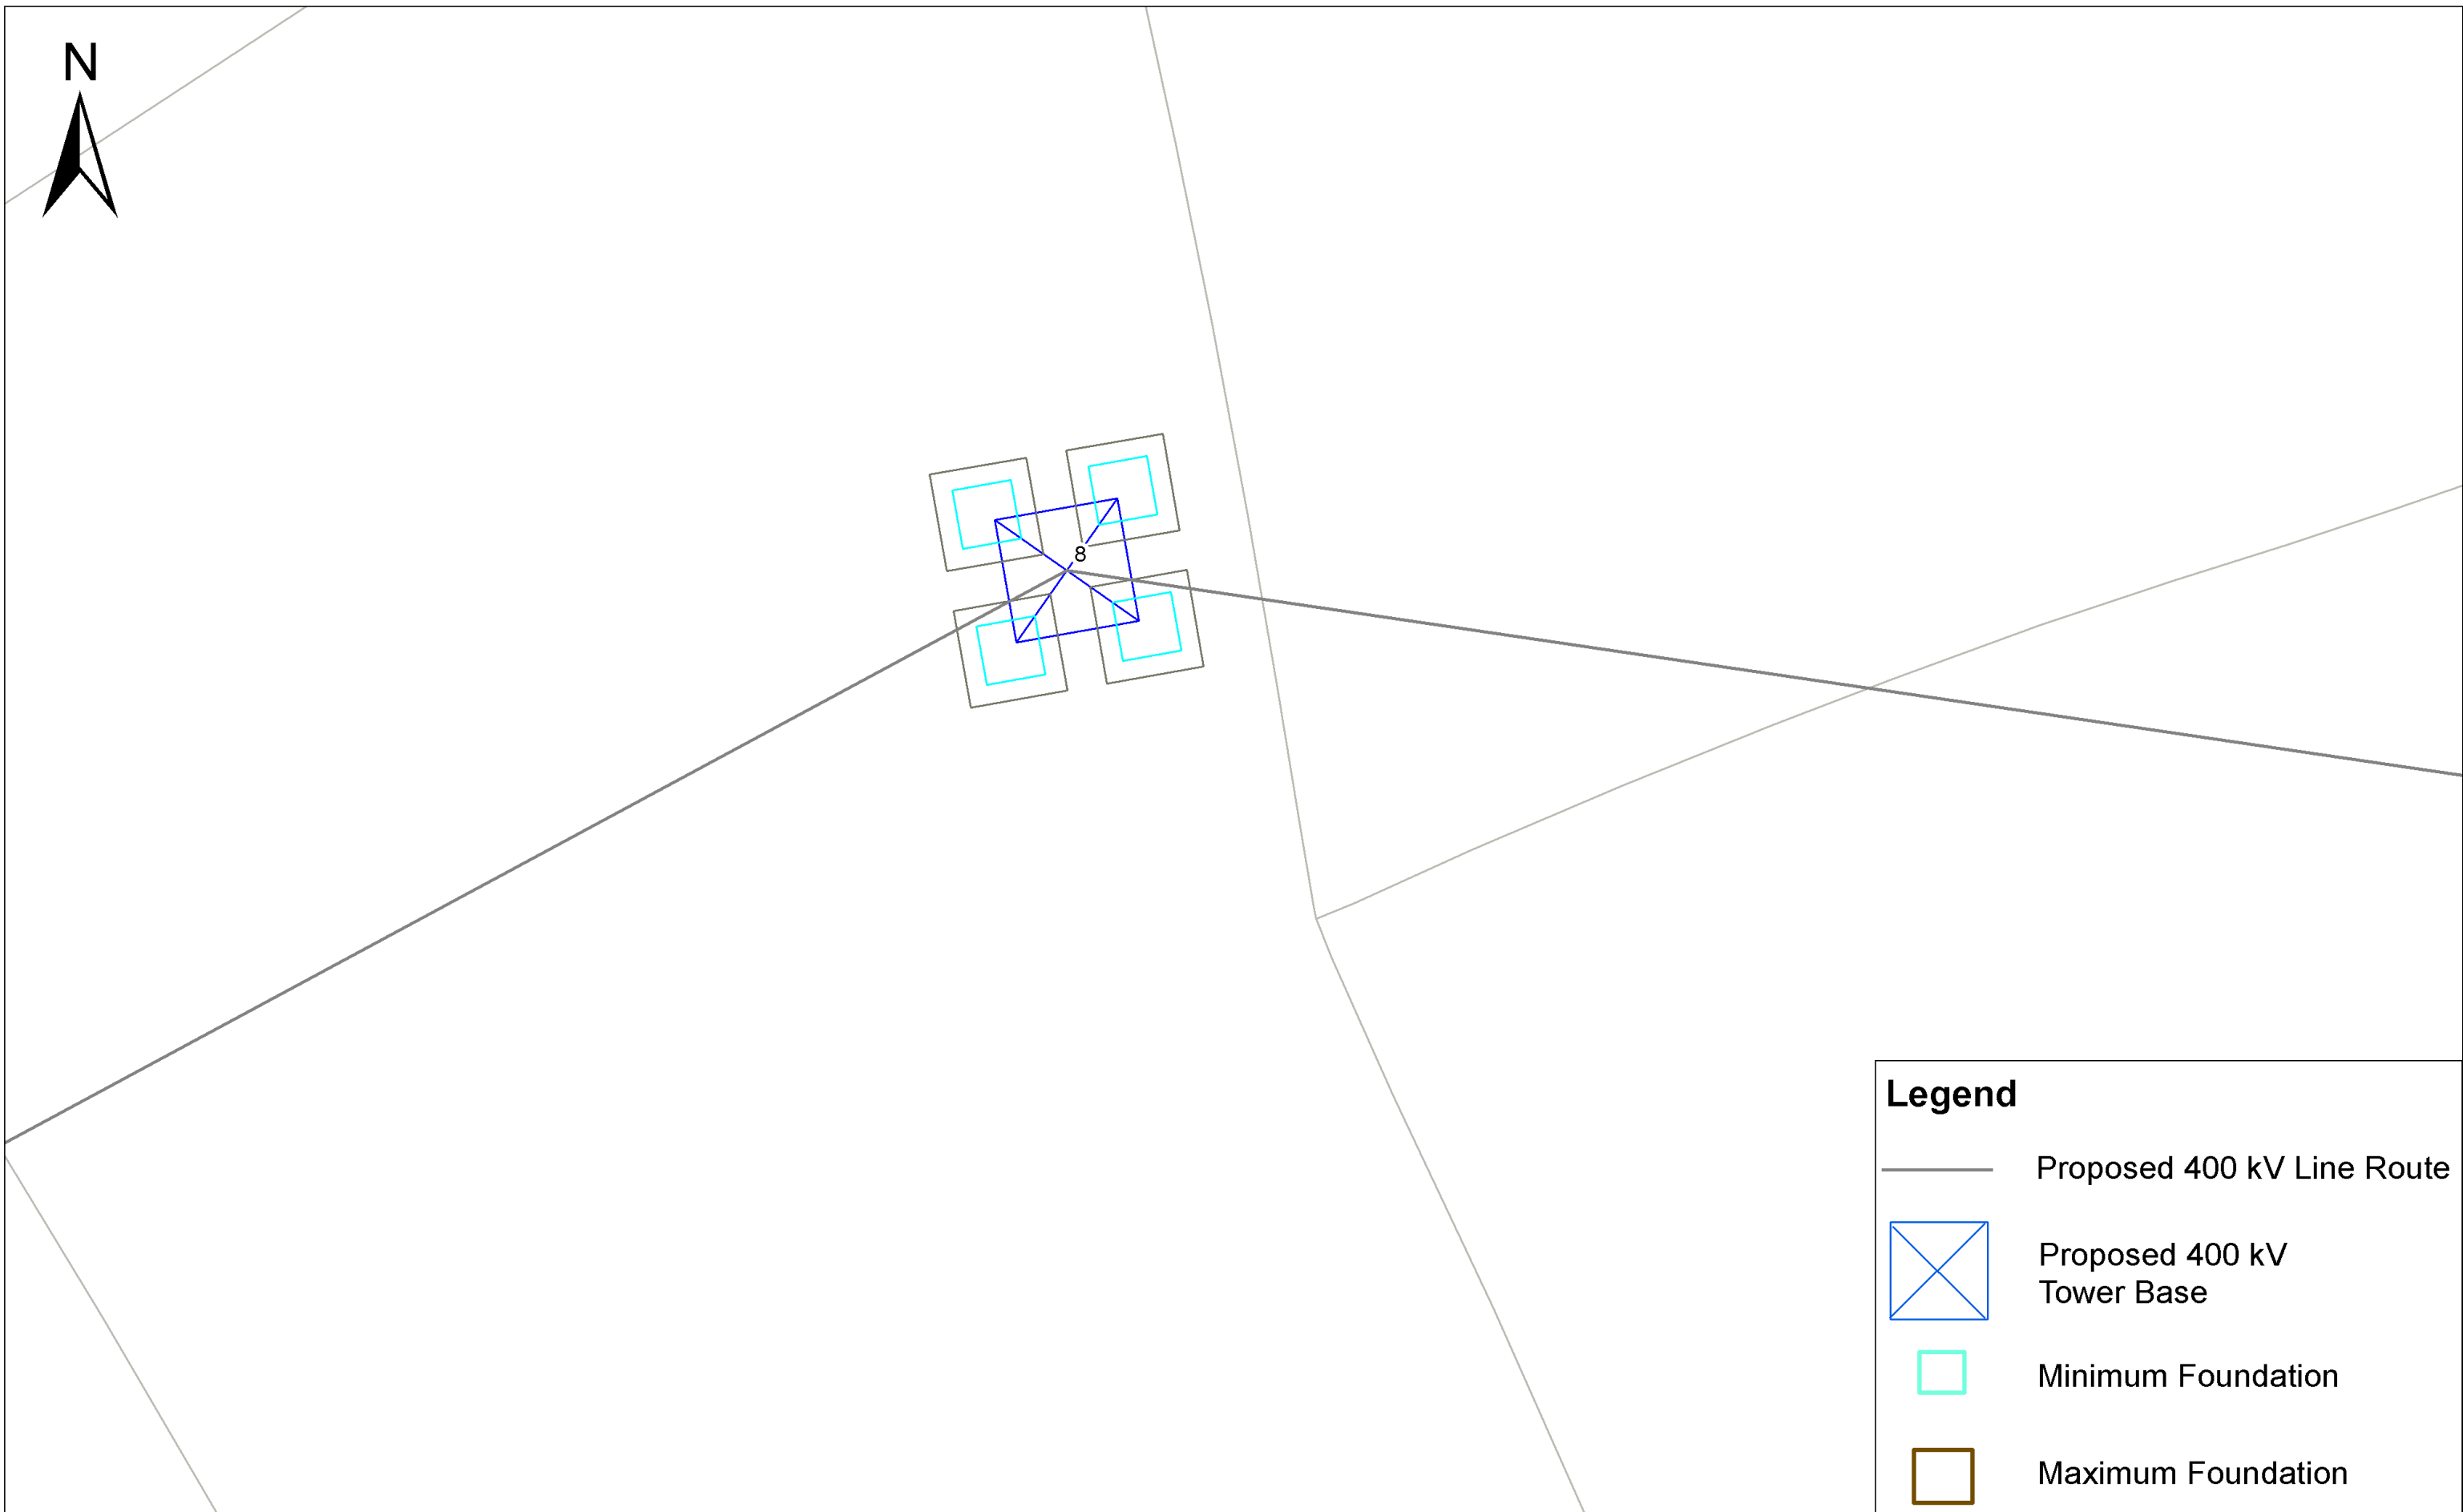 N
8
Legend
Proposed 400 kV Line Route
Proposed 400 kV
Tower Base
Minimum Foundation
Maximum Foundation